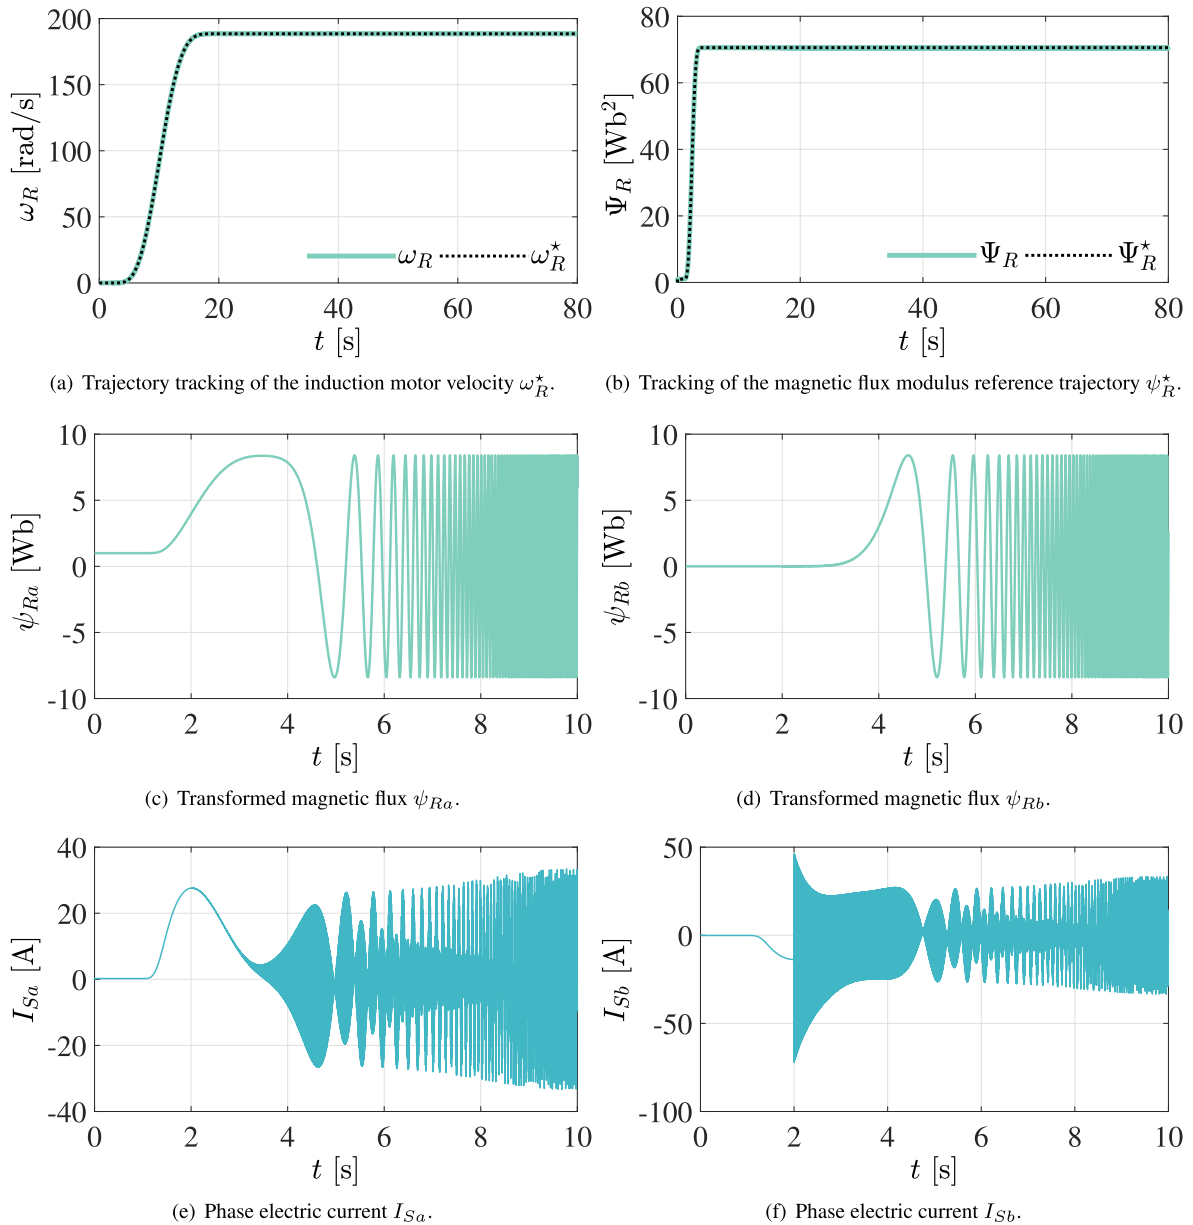 200
150
100
50
0
ω_R [rad/s]
ω_R ω_R^⋆
0 20 40 60 80
t [s]
(a) Trajectory tracking of the induction motor velocity ω_R^⋆.
80
60
40
20
0
Ψ_R [Wb²]
Ψ_R Ψ_R^⋆
0 20 40 60 80
t [s]
(b) Tracking of the magnetic flux modulus reference trajectory ψ_R^⋆.
10
5
0
-5
-10
ψ_Ra [Wb]
0 2 4 6 8 10
t [s]
(c) Transformed magnetic flux ψ_Ra.
10
5
0
-5
-10
ψ_Rb [Wb]
0 2 4 6 8 10
t [s]
(d) Transformed magnetic flux ψ_Rb.
40
20
0
-20
-40
I_Sa [A]
0 2 4 6 8 10
t [s]
(e) Phase electric current I_Sa.
50
0
-50
-100
I_Sb [A]
0 2 4 6 8 10
t [s]
(f) Phase electric current I_Sb.